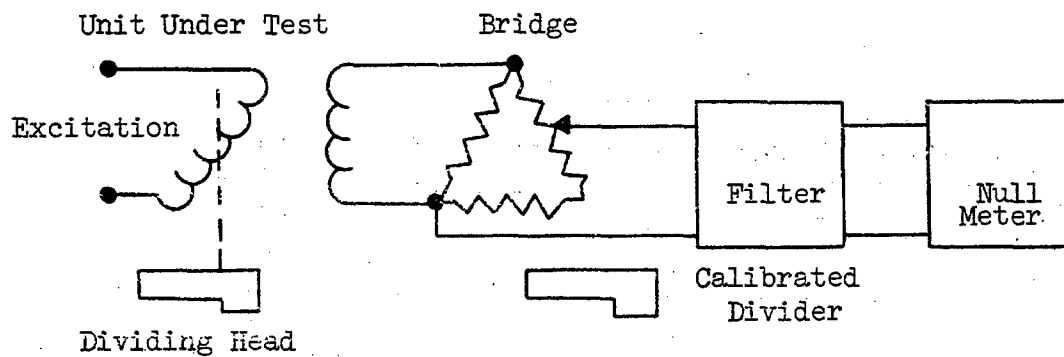 Unit Under Test
Bridge
Excitation
Filter
Null
Meter
Calibrated
Divider
Dividing Head